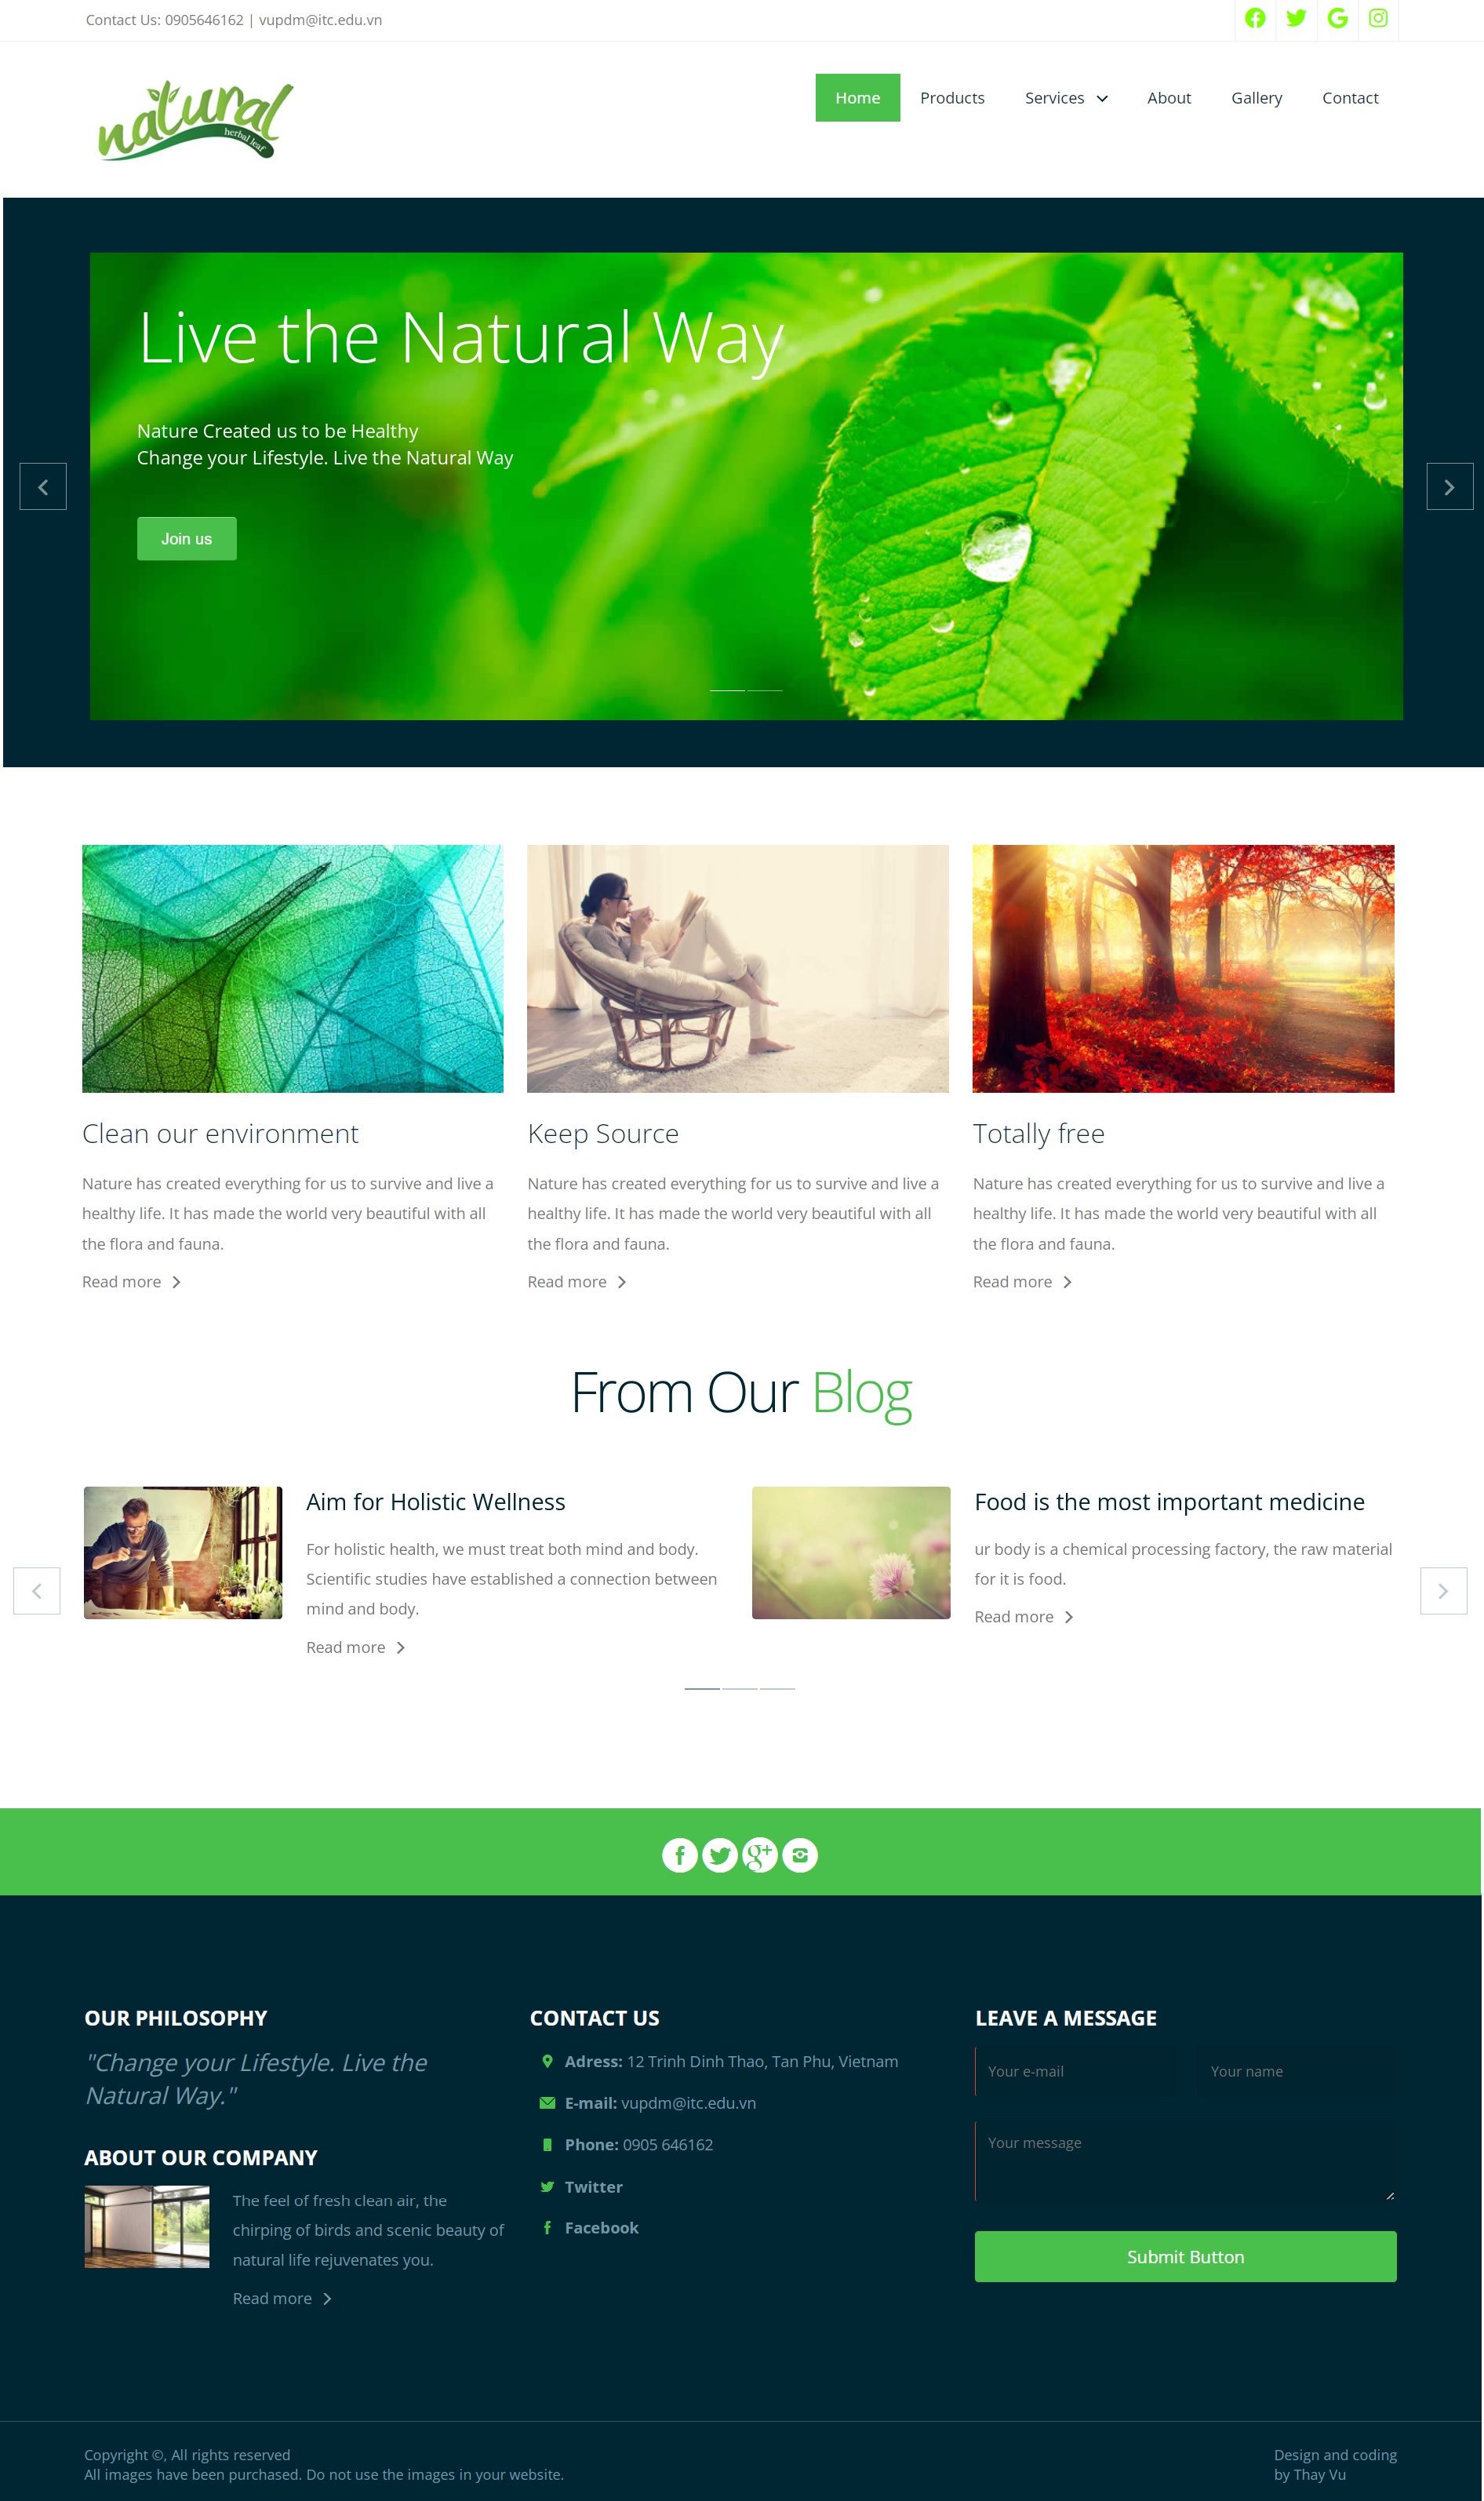 Contact Us: 0905646162 | vupdm@itc.edu.vn
natural
herbal leaf
Home Products Services About Gallery Contact
Live the Natural Way
Nature Created us to be Healthy
Change your Lifestyle. Live the Natural Way
Join us
Clean our environment
Nature has created everything for us to survive and live a
healthy life. It has made the world very beautiful with all
the flora and fauna.
Read more
Keep Source
Nature has created everything for us to survive and live a
healthy life. It has made the world very beautiful with all
the flora and fauna.
Read more
Totally free
Nature has created everything for us to survive and live a
healthy life. It has made the world very beautiful with all
the flora and fauna.
Read more
From Our Blog
Aim for Holistic Wellness
For holistic health, we must treat both mind and body.
Scientific studies have established a connection between
mind and body.
Read more
Food is the most important medicine
ur body is a chemical processing factory, the raw material
for it is food.
Read more
OUR PHILOSOPHY
"Change your Lifestyle. Live the
Natural Way."
ABOUT OUR COMPANY
The feel of fresh clean air, the
chirping of birds and scenic beauty of
natural life rejuvenates you.
Read more
CONTACT US
Adress: 12 Trinh Dinh Thao, Tan Phu, Vietnam
E-mail: vupdm@itc.edu.vn
Phone: 0905 646162
Twitter
Facebook
LEAVE A MESSAGE
Your e-mail Your name
Your message
Submit Button
Copyright ©, All rights reserved
All images have been purchased. Do not use the images in your website.
Design and coding
by Thay Vu